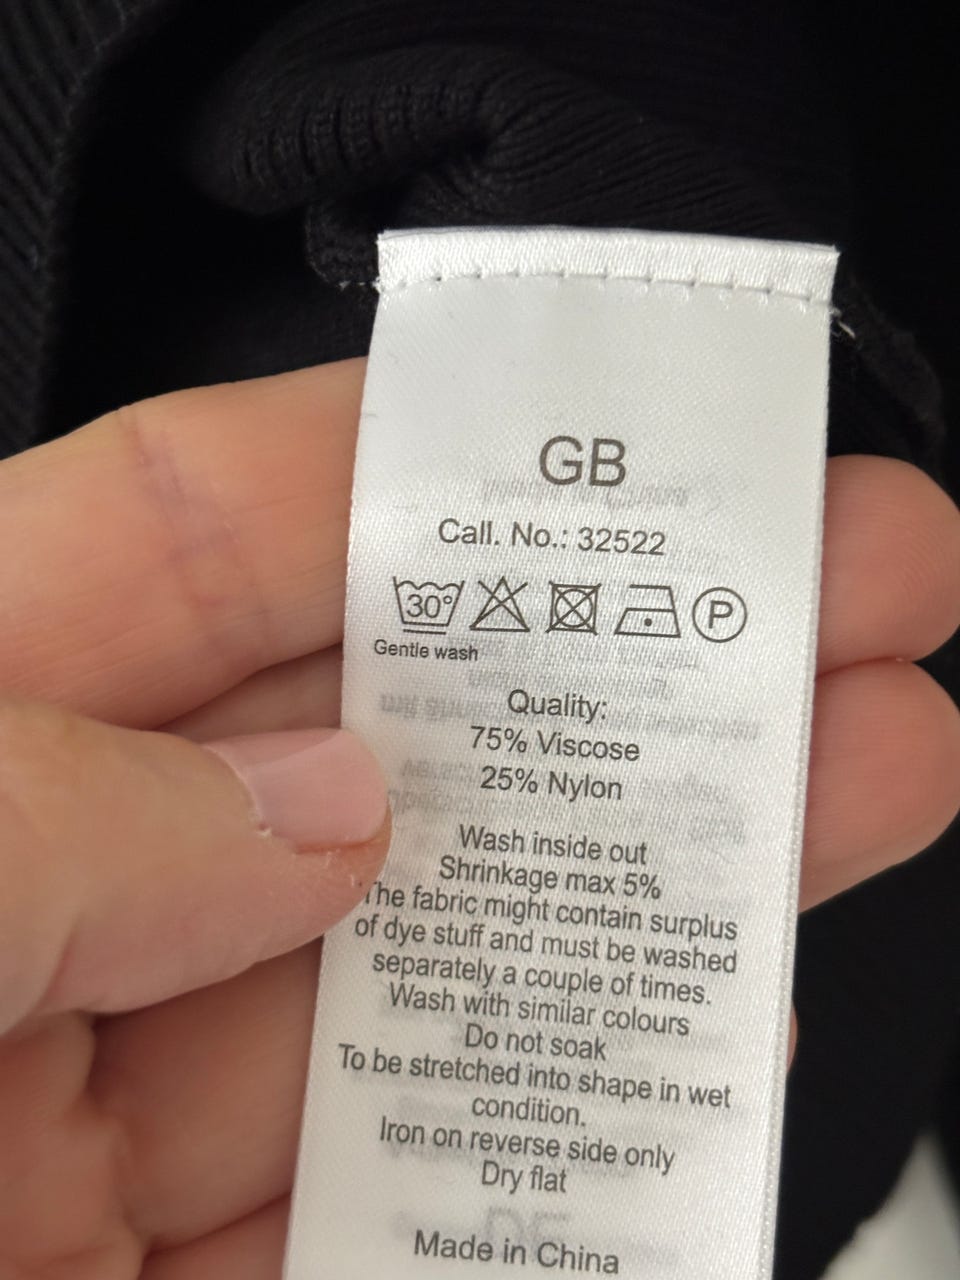 GB
Call. No.: 32522
30°
P
Gentle wash
Quality:
75% Viscose
25% Nylon
Wash inside out
Shrinkage max 5%
The fabric might contain surplus
of dye stuff and must be washed
separately a couple of times.
Wash with similar colours
Do not soak
To be stretched into shape in wet
condition.
Iron on reverse side only
Dry flat
Made in China